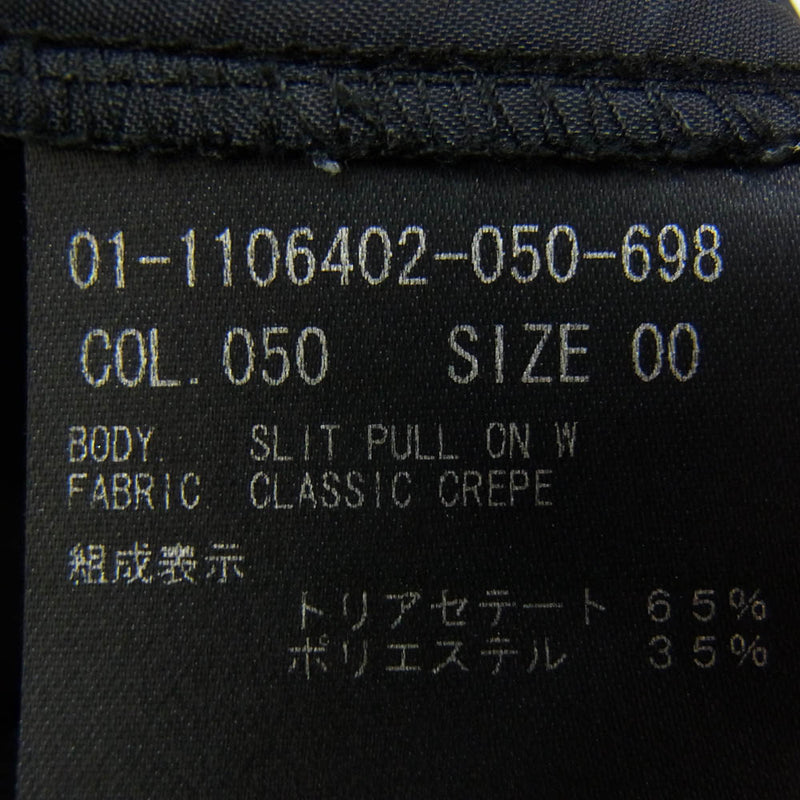 01-1106402-050-698
COL. 050 SIZE 00
BODY. SLIT PULL ON W
FABRIC CLASSIC CREPE
組成表示
トリアセテート 65%
ポリエステル 35%